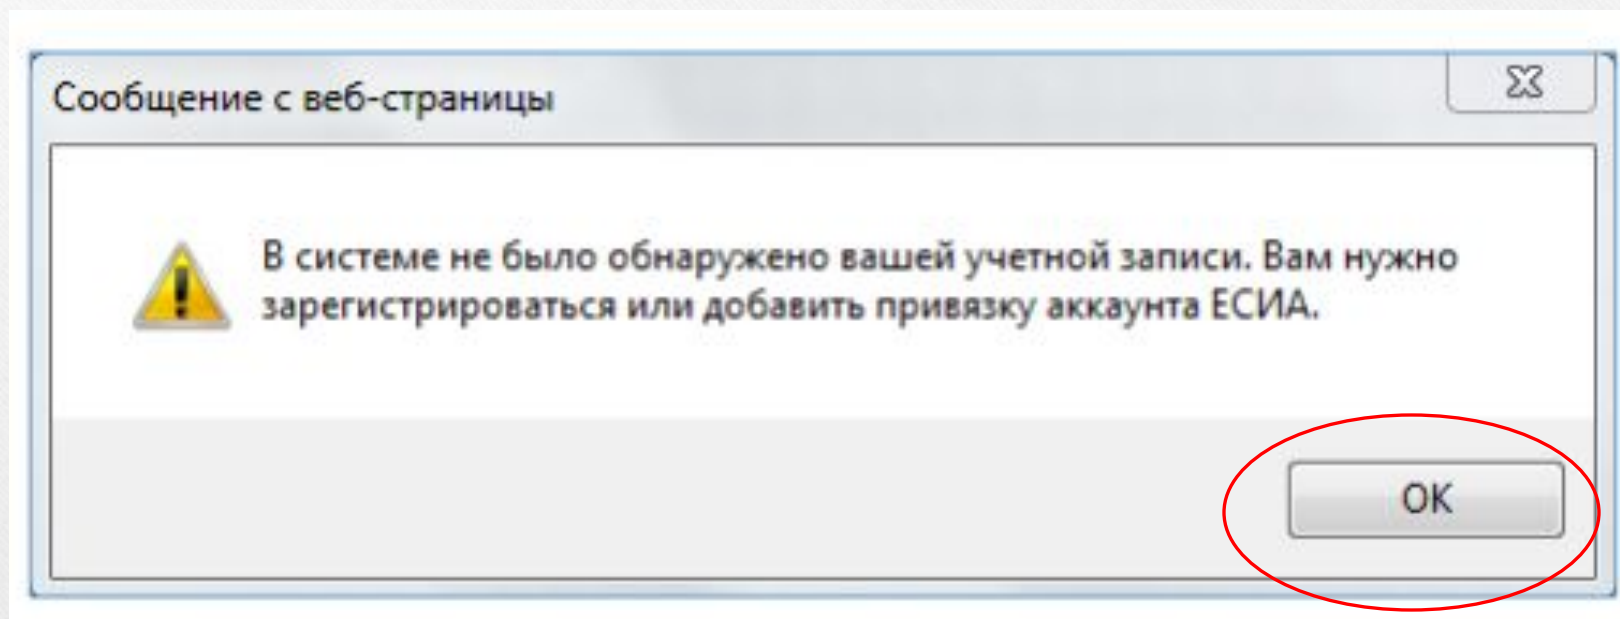 Сообщение с веб-страницы
В системе не было обнаружено вашей учетной записи. Вам нужно
зарегистрироваться или добавить привязку аккаунта ЕСИА.
ОК